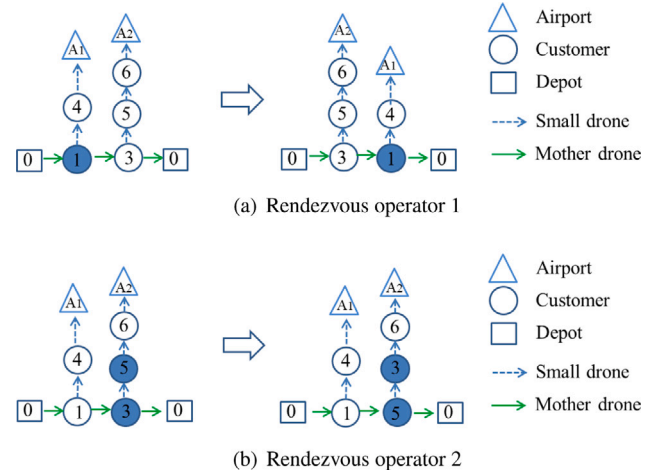 A1
A2
A2
6
6
A1
4
5
5
4
0
1
3
0
0
3
1
0
Airport
Customer
Depot
Small drone
Mother drone
(a) Rendezvous operator 1
A1
A2
A1
A2
4
6
4
6
5
3
0
1
3
0
0
1
5
0
Airport
Customer
Depot
Small drone
Mother drone
(b) Rendezvous operator 2